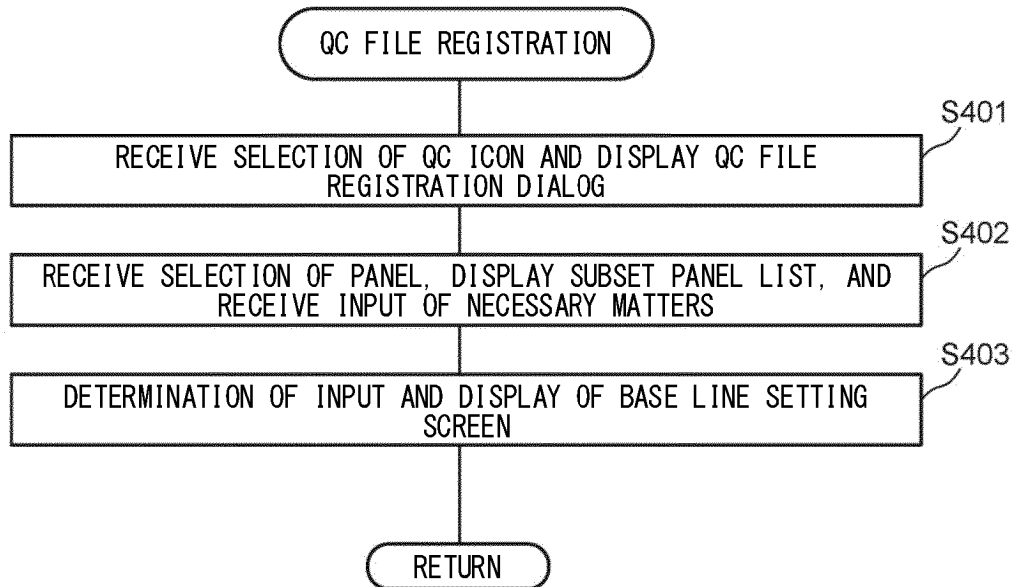 QC FILE REGISTRATION
S401
RECEIVE SELECTION OF QC ICON AND DISPLAY QC FILE
REGISTRATION DIALOG
S402
RECEIVE SELECTION OF PANEL, DISPLAY SUBSET PANEL LIST, AND
RECEIVE INPUT OF NECESSARY MATTERS
S403
DETERMINATION OF INPUT AND DISPLAY OF BASE LINE SETTING
SCREEN
RETURN